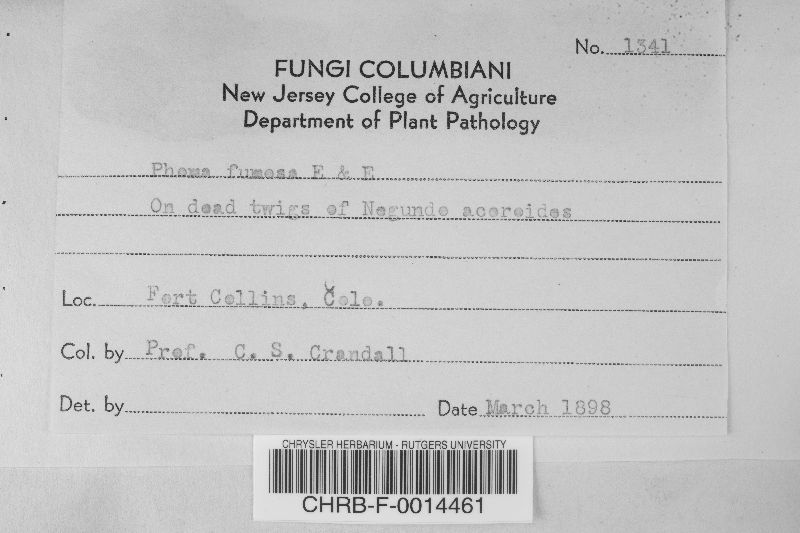 No. 1341
FUNGI COLUMBIANI
New Jersey College of Agriculture
Department of Plant Pathology
Phoma fumosa E & E
On dead twigs of Negundo aceroides
Loc. Fort Collins, Colo.
Col. by Prof. C. S. Crandall
Det. by
Date March 1898
CHRYSLER HERBARIUM - RUTGERS UNIVERSITY
CHRB-F-0014461